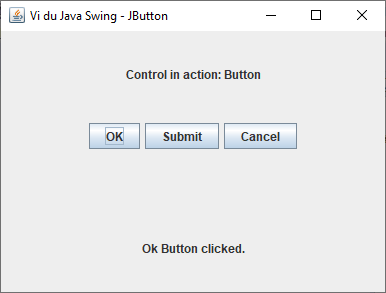 Vi du Java Swing - JButton
Control in action: Button
OK Submit Cancel
Ok Button clicked.